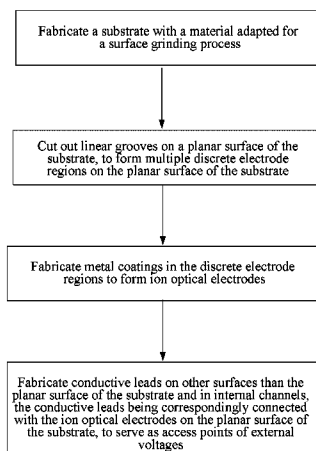 Fabricate a substrate with a material adapted for
a surface grinding process
Cut out linear grooves on a planar surface of the
substrate, to form multiple discrete electrode
regions on the planar surface of the substrate
Fabricate metal coatings in the discrete electrode
regions to form ion optical electrodes
Fabricate conductive leads on other surfaces than the
planar surface of the substrate and in internal channels,
the conductive leads being correspondingly connected
with the ion optical electrodes on the planar surface of
the substrate, to serve as access points of external
voltages